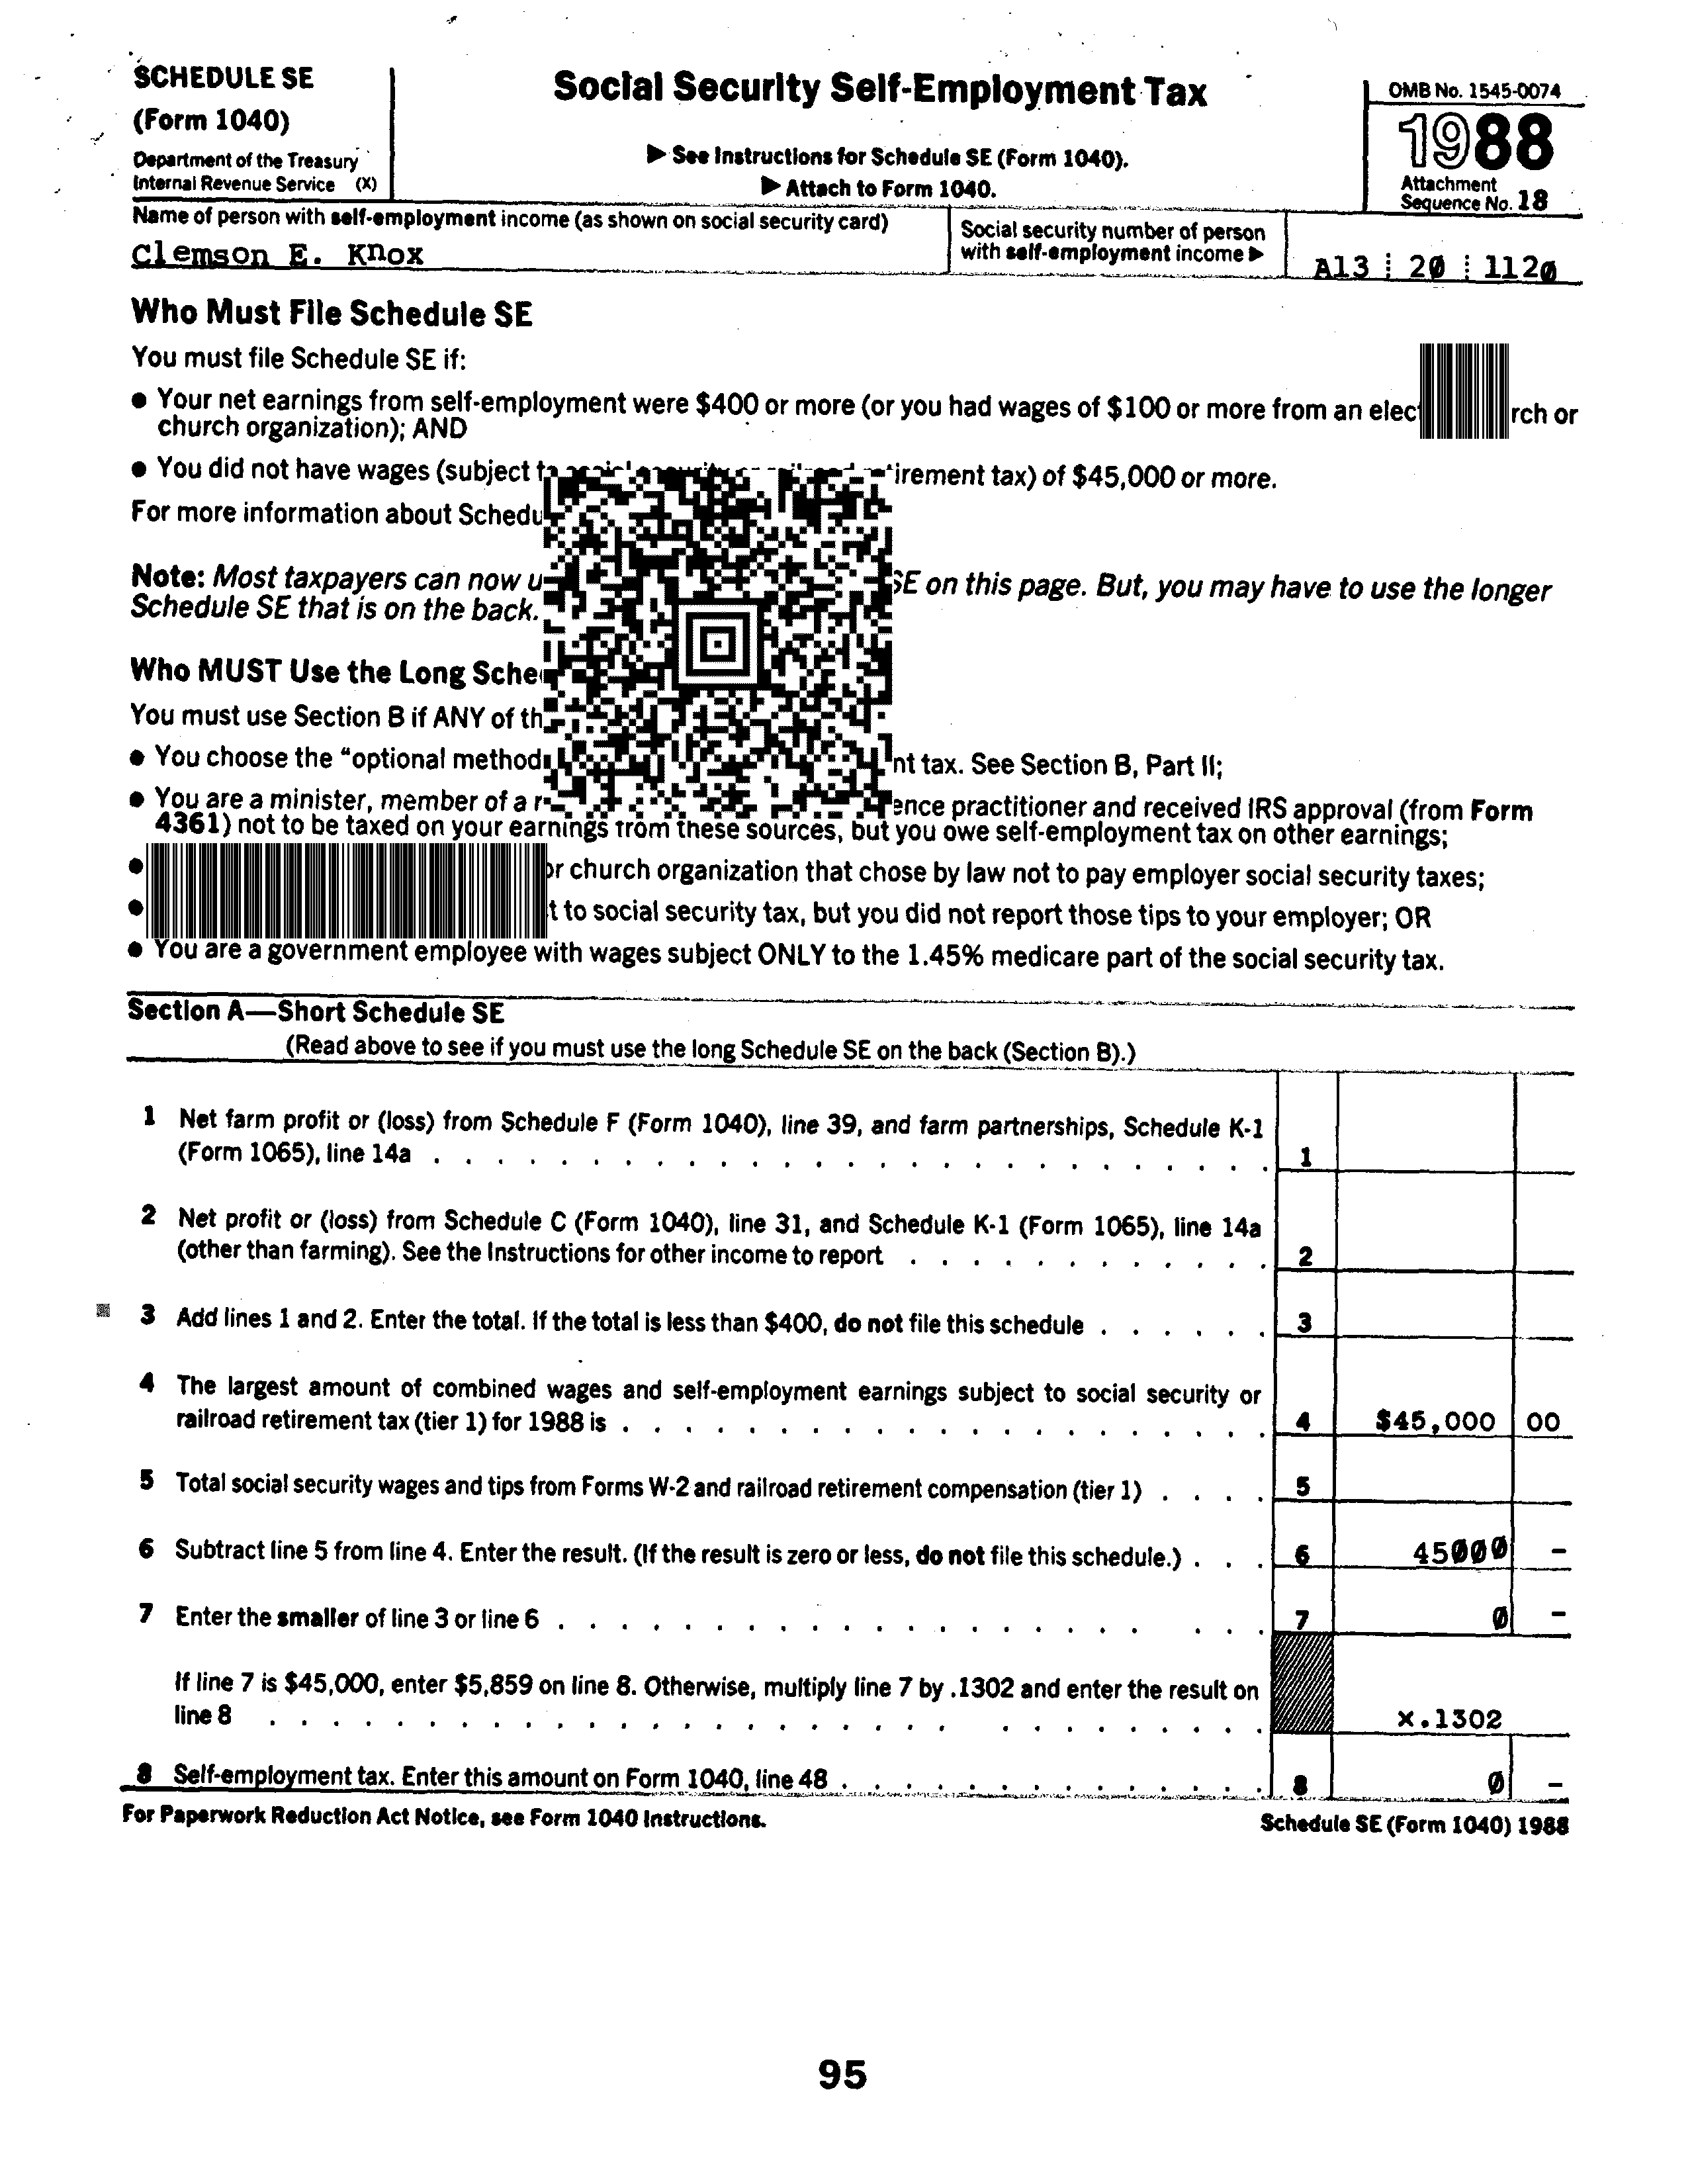 SCHEDULE SE
(Form 1040)
Department of the Treasury
Internal Revenue Service (X)
Social Security Self-Employment Tax
▶ See Instructions for Schedule SE (Form 1040).
▶ Attach to Form 1040.
OMB No. 1545-0074
1988
Attachment
Sequence No. 18
Name of person with self-employment income (as shown on social security card)
Clemson E. Knox
Social security number of person
with self-employment income ▶
A13 20 1120
Who Must File Schedule SE
You must file Schedule SE if:
● Your net earnings from self-employment were $400 or more (or you had wages of $100 or more from an or
church organization); AND
● You did not have wages (subject tax) of $45,000 or more.
For more information about
Note: Most taxpayers can now on this page. But, you may have to use the longer
Schedule SE that is on the back.
Who MUST Use the Long
You must use Section B if ANY of
● You choose the "optional tax. See Section B, Part II;
● You are a minister, member of a practitioner and received IRS approval (from Form
4361) not to be taxed on your earnings from these sources, but you owe self-employment tax on other earnings;
● church organization that chose by law not to pay employer social security taxes;
● to social security tax, but you did not report those tips to your employer; OR
● You are a government employee with wages subject ONLY to the 1.45% medicare part of the social security tax.
Section A—Short Schedule SE
(Read above to see if you must use the long Schedule SE on the back (Section B).)
1 Net farm profit or (loss) from Schedule F (Form 1040), line 39, and farm partnerships, Schedule K-1
(Form 1065), line 14a . . . . . . . . . . 1
2 Net profit or (loss) from Schedule C (Form 1040), line 31, and Schedule K-1 (Form 1065), line 14a
(other than farming). See the Instructions for other income to report . . . . . . . . . . 2
3 Add lines 1 and 2. Enter the total. If the total is less than $400, do not file this schedule . . . . . . 3
4 The largest amount of combined wages and self-employment earnings subject to social security or
railroad retirement tax (tier 1) for 1988 is . . . . . . . . . . 4 $45,000 00
5 Total social security wages and tips from Forms W-2 and railroad retirement compensation (tier 1) . . . . 5
6 Subtract line 5 from line 4. Enter the result. (If the result is zero or less, do not file this schedule.) . . . 6 45000 –
7 Enter the smaller of line 3 or line 6 . . . . . . . . . . 7 0 –
If line 7 is $45,000, enter $5,859 on line 8. Otherwise, multiply line 7 by .1302 and enter the result on
line 8 . . . . . . . . . . x.1302
8 Self-employment tax. Enter this amount on Form 1040, line 48 . . . . . . . . . . 8 0 –
For Paperwork Reduction Act Notice, see Form 1040 Instructions.
Schedule SE (Form 1040) 1988
95